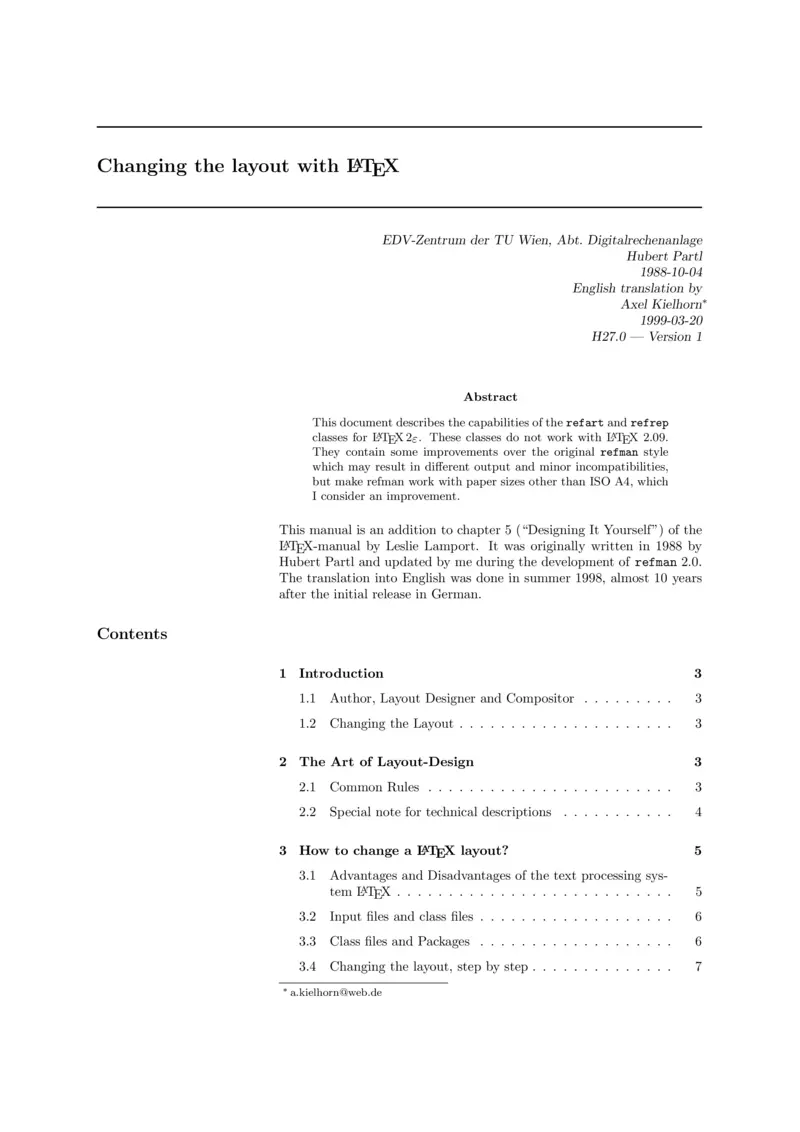 Changing the layout with LATEX
EDV-Zentrum der TU Wien, Abt. Digitalrechenanlage
Hubert Partl
1988-10-04
English translation by
Axel Kielhorn*
1999-03-20
H27.0 — Version 1
Abstract
This document describes the capabilities of the refart and refrep
classes for LATEX 2ε. These classes do not work with LATEX 2.09.
They contain some improvements over the original refman style
which may result in different output and minor incompatibilities,
but make refman work with paper sizes other than ISO A4, which
I consider an improvement.
This manual is an addition to chapter 5 (“Designing It Yourself”) of the
LATEX-manual by Leslie Lamport. It was originally written in 1988 by
Hubert Partl and updated by me during the development of refman 2.0.
The translation into English was done in summer 1998, almost 10 years
after the initial release in German.
Contents
1 Introduction 3
1.1 Author, Layout Designer and Compositor . . . . . . . . . 3
1.2 Changing the Layout . . . . . . . . . . . . . . . . . . . . . 3
2 The Art of Layout-Design 3
2.1 Common Rules . . . . . . . . . . . . . . . . . . . . . . . . 3
2.2 Special note for technical descriptions . . . . . . . . . . . 4
3 How to change a LATEX layout? 5
3.1 Advantages and Disadvantages of the text processing sys-
tem LATEX . . . . . . . . . . . . . . . . . . . . . . . . . . . 5
3.2 Input files and class files . . . . . . . . . . . . . . . . . . . 6
3.3 Class files and Packages . . . . . . . . . . . . . . . . . . . 6
3.4 Changing the layout, step by step . . . . . . . . . . . . . . 7
* a.kielhorn@web.de